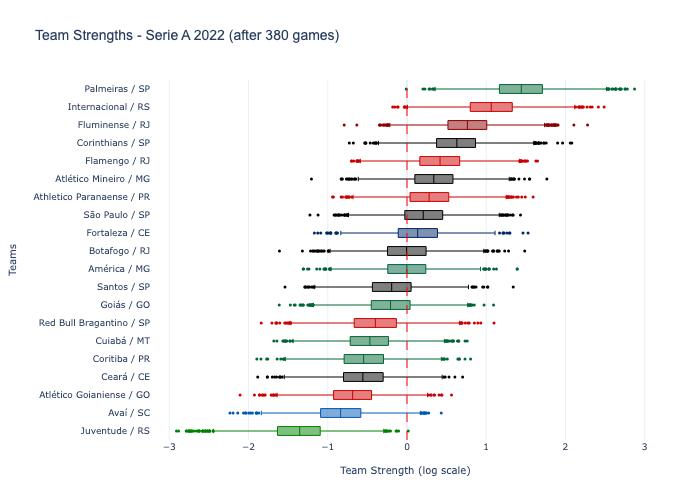 Team Strengths - Serie A 2022 (after 380 games)
Palmeiras / SP
Internacional / RS
Fluminense / RJ
Corinthians / SP
Flamengo / RJ
Atlético Mineiro / MG
Athletico Paranaense / PR
São Paulo / SP
Fortaleza / CE
Botafogo / RJ
América / MG
Santos / SP
Goiás / GO
Red Bull Bragantino / SP
Cuiabá / MT
Coritiba / PR
Ceará / CE
Atlético Goianiense / GO
Avaí / SC
Juventude / RS
Teams
−3 −2 −1 0 1 2 3
Team Strength (log scale)